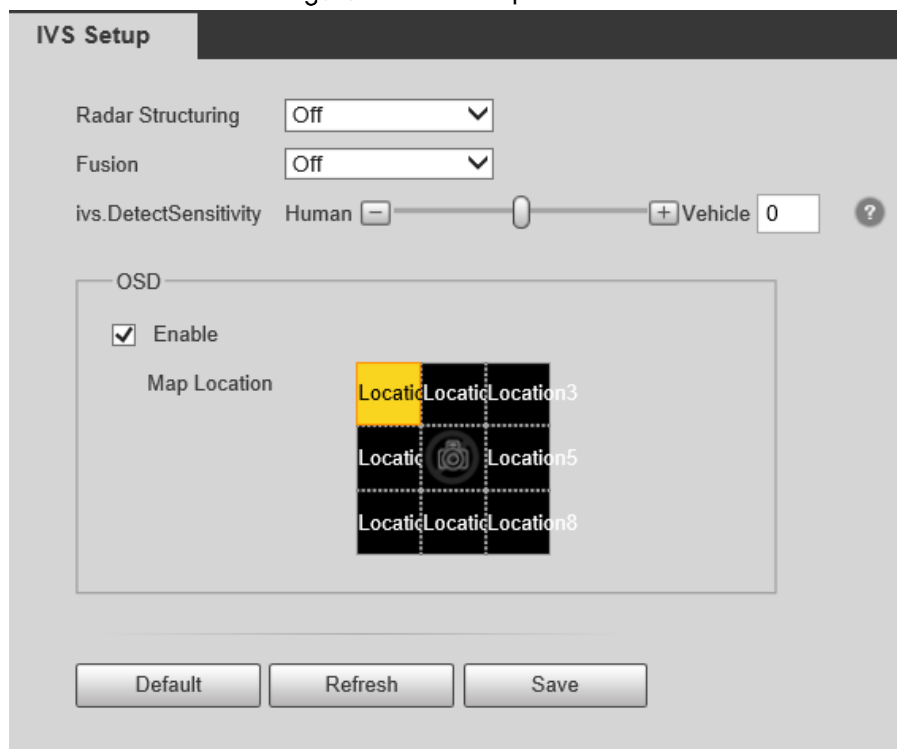 IVS Setup
Radar Structuring Off
Fusion Off
ivs.DetectSensitivity Human − + Vehicle 0 ?
OSD
Enable
Map Location
Locatic Locatic Location3
Locatic Location5
Locatic Locatic Location8
Default Refresh Save